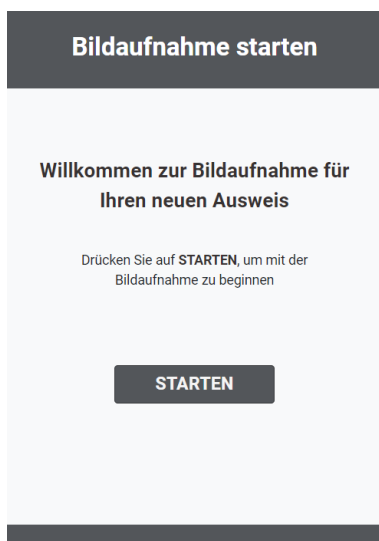 Bildaufnahme starten
Willkommen zur Bildaufnahme für
Ihren neuen Ausweis
Drücken Sie auf STARTEN, um mit der
Bildaufnahme zu beginnen
STARTEN